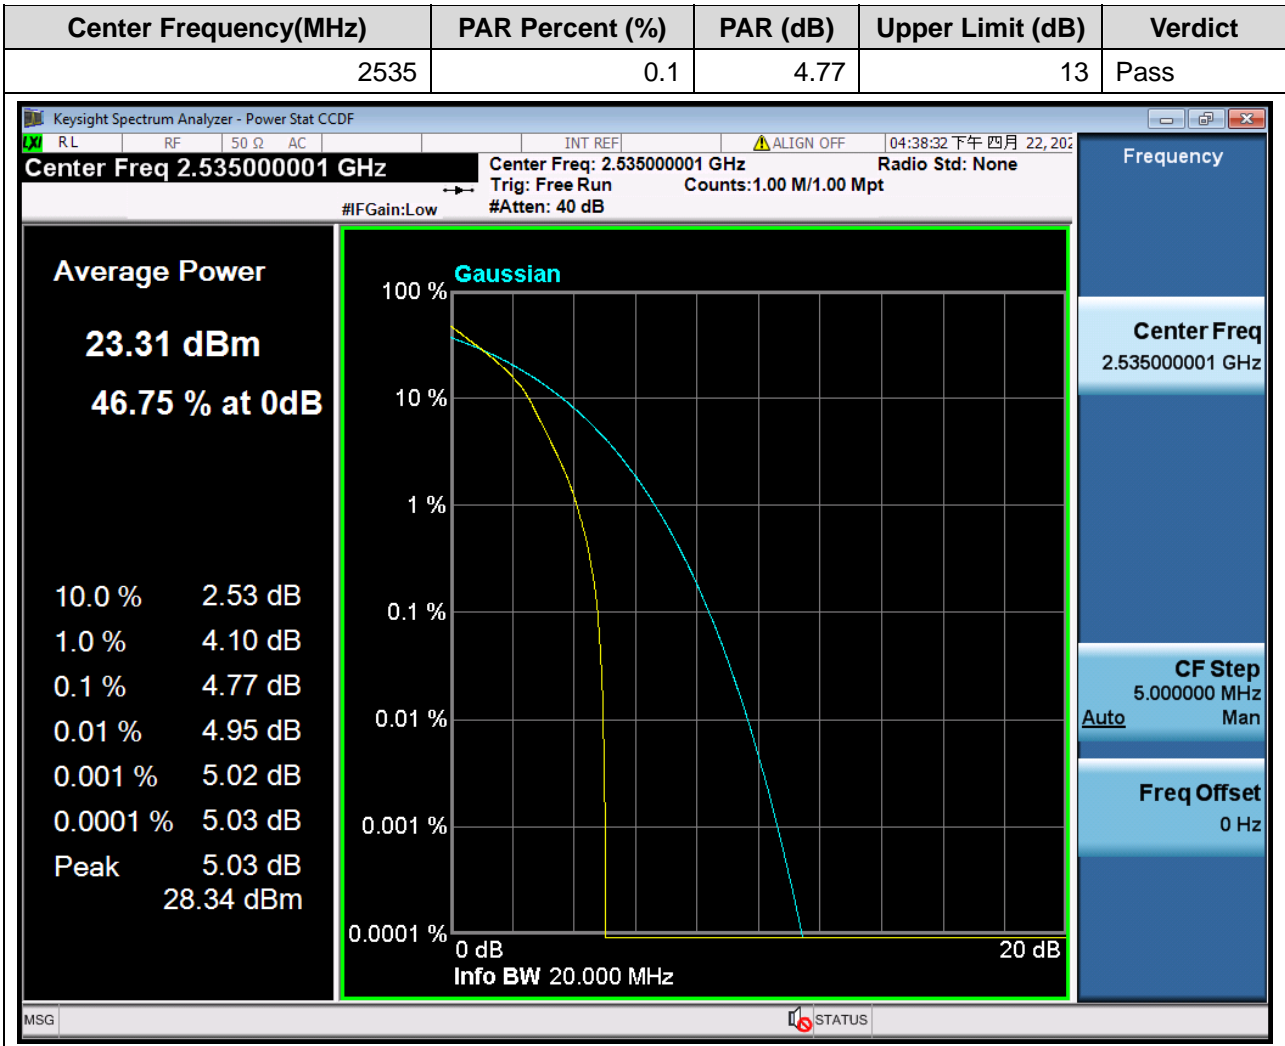 Center Frequency(MHz) PAR Percent (%) PAR (dB) Upper Limit (dB) Verdict
2535 0.1 4.77 13 Pass
Keysight Spectrum Analyzer - Power Stat CCDF
LXI RL RF 50 Ω AC INT REF ALIGN OFF 04:38:32 下午 四月 22, 202
Center Freq 2.535000001 GHz
Center Freq: 2.535000001 GHz Radio Std: None
Trig: Free Run Counts:1.00 M/1.00 Mpt
#IFGain:Low #Atten: 40 dB
Frequency
Average Power
23.31 dBm
46.75 % at 0dB
10.0 % 2.53 dB
1.0 % 4.10 dB
0.1 % 4.77 dB
0.01 % 4.95 dB
0.001 % 5.02 dB
0.0001 % 5.03 dB
Peak 5.03 dB
28.34 dBm
Gaussian
100 %
10 %
1 %
0.1 %
0.01 %
0.001 %
0.0001 %
0 dB 20 dB
Info BW 20.000 MHz
Center Freq
2.535000001 GHz
CF Step
5.000000 MHz
Auto Man
Freq Offset
0 Hz
MSG STATUS